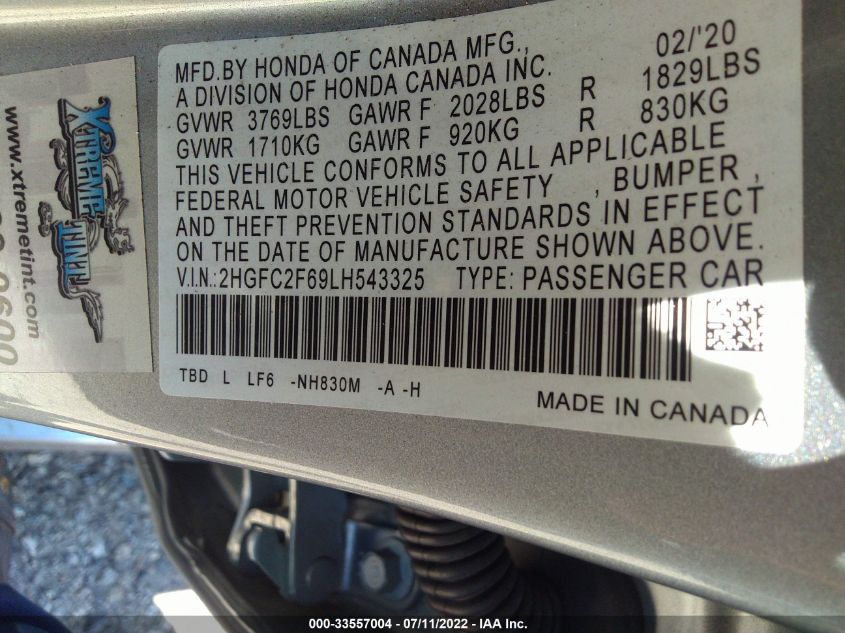 MFD.BY HONDA OF CANADA MFG., 02/'20
A DIVISION OF HONDA CANADA INC.
GVWR 3769LBS GAWR F 2028LBS R 1829LBS
GVWR 1710KG GAWR F 920KG R 830KG
THIS VEHICLE CONFORMS TO ALL APPLICABLE
FEDERAL MOTOR VEHICLE SAFETY , BUMPER ,
AND THEFT PREVENTION STANDARDS IN EFFECT
ON THE DATE OF MANUFACTURE SHOWN ABOVE.
V.I.N.:2HGFC2F69LH543325 TYPE: PASSENGER CAR
TBD L LF6 -NH830M -A -H
MADE IN CANADA
XTREME
TINT
www.xtremetint.com
000-33557004 - 07/11/2022 - IAA Inc.